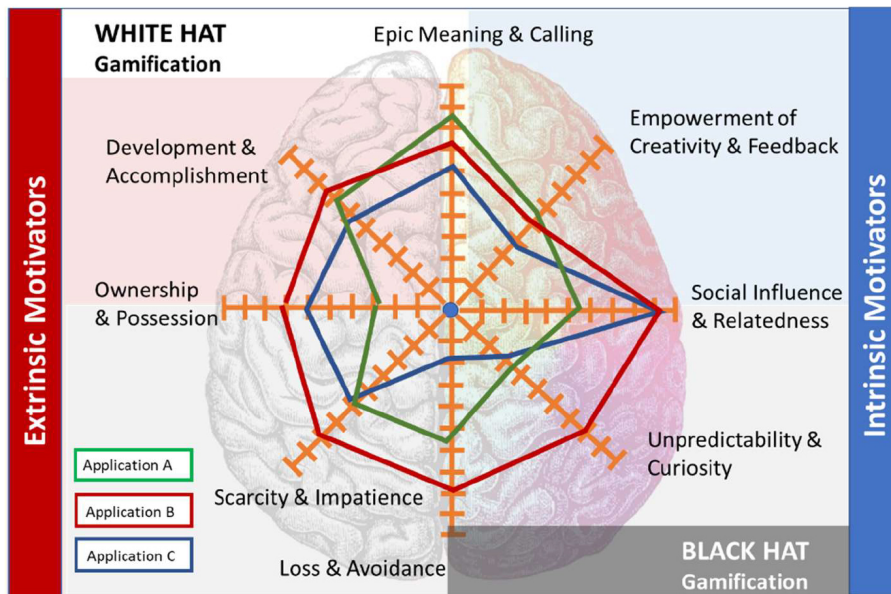 WHITE HAT
Gamification
Epic Meaning & Calling
Development &
Accomplishment
Empowerment of
Creativity & Feedback
Extrinsic Motivators
Intrinsic Motivators
Ownership
& Possession
Social Influence
& Relatedness
Unpredictability &
Curiosity
Application A
Application B
Application C
Scarcity & Impatience
Loss & Avoidance
BLACK HAT
Gamification